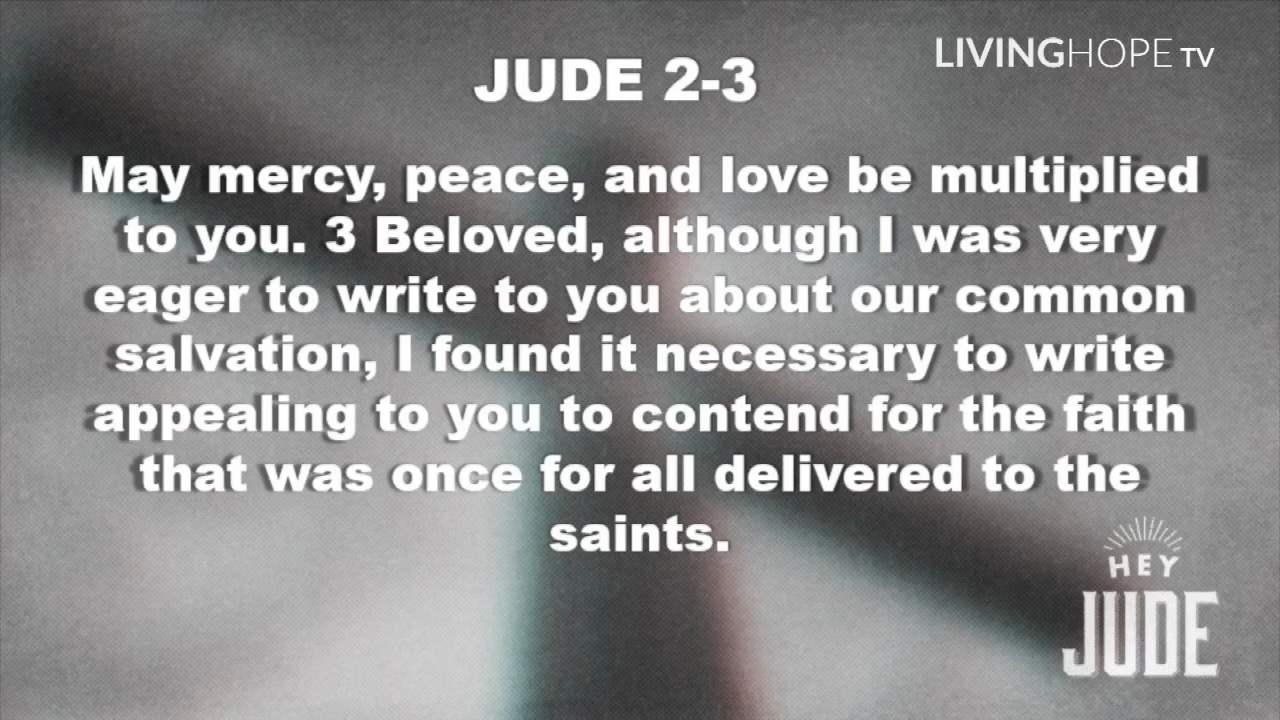 LIVINGHOPE TV
JUDE 2-3
May mercy, peace, and love be multiplied
to you. 3 Beloved, although I was very
eager to write to you about our common
salvation, I found it necessary to write
appealing to you to contend for the faith
that was once for all delivered to the
saints.
HEY
JUDE